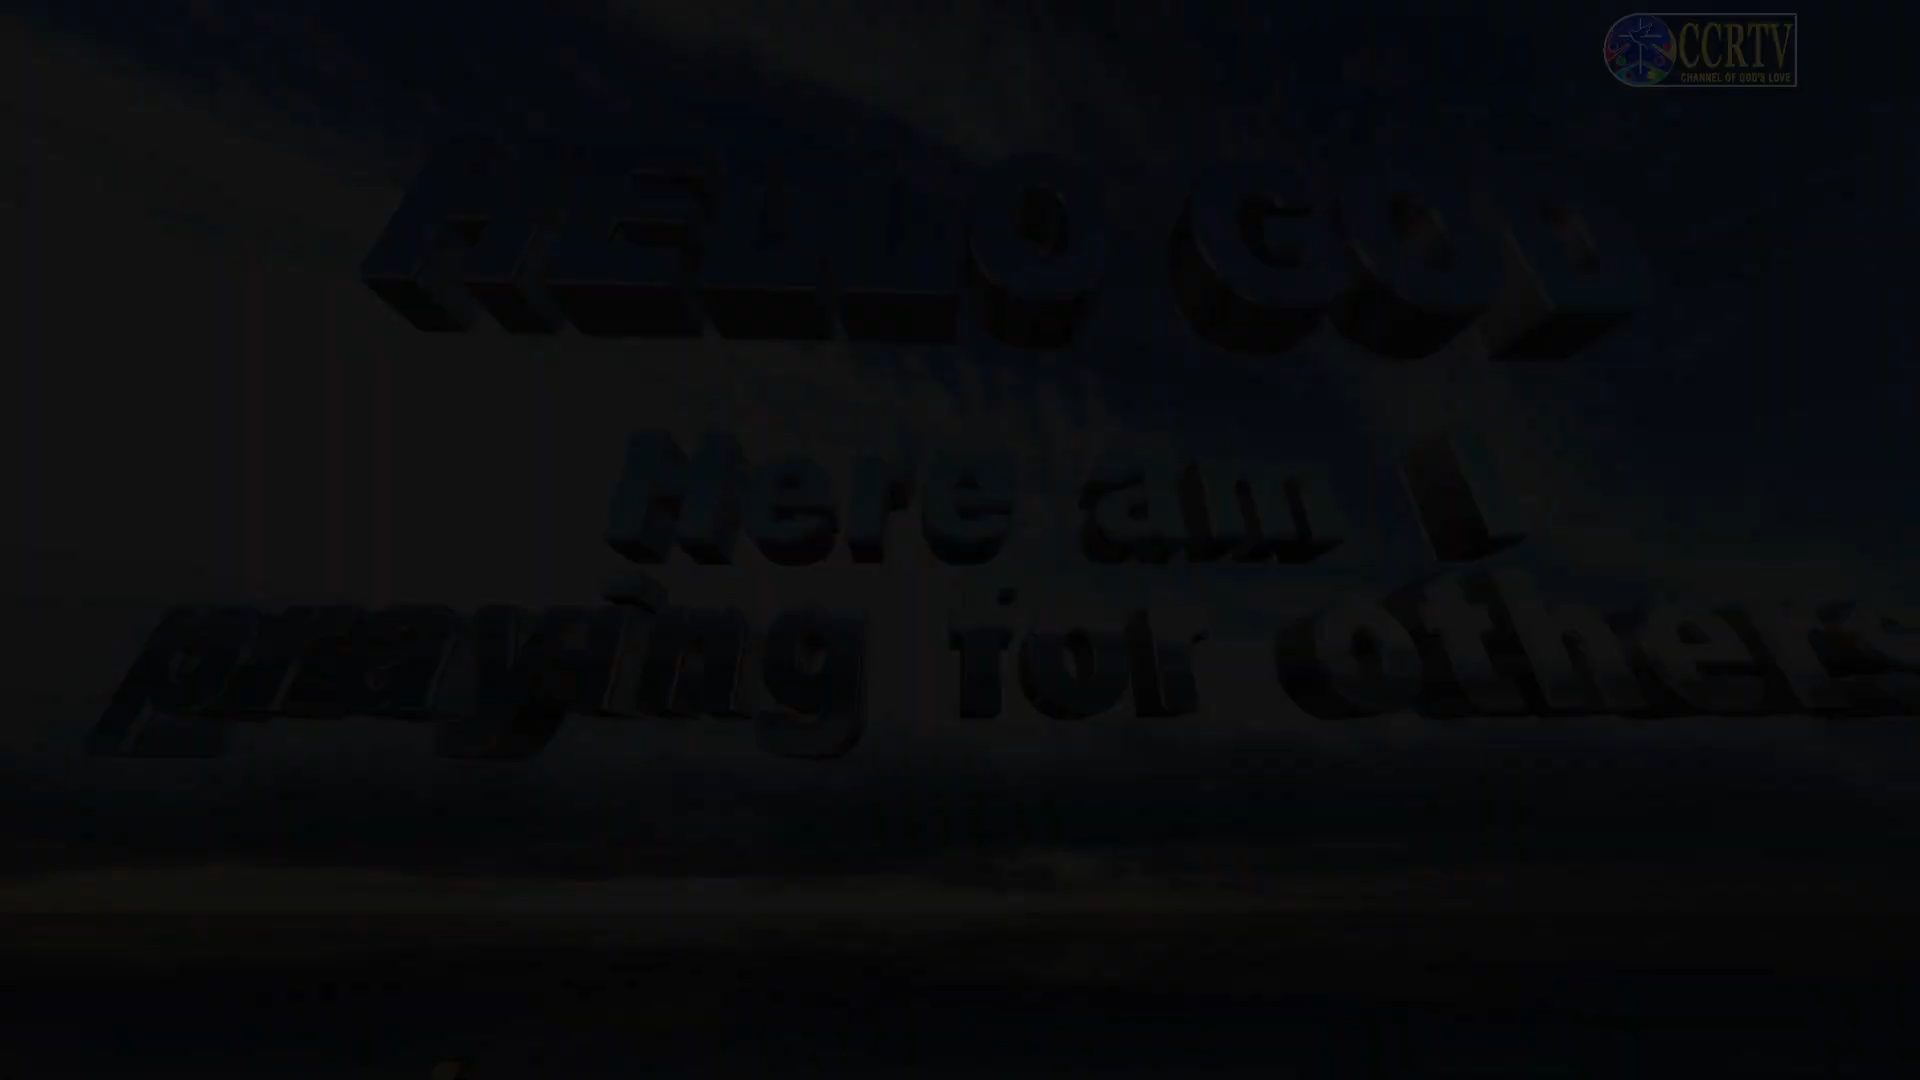 CCRTV
CHANNEL OF GOD'S LOVE
HELLO GOD
Here am I
praying for others